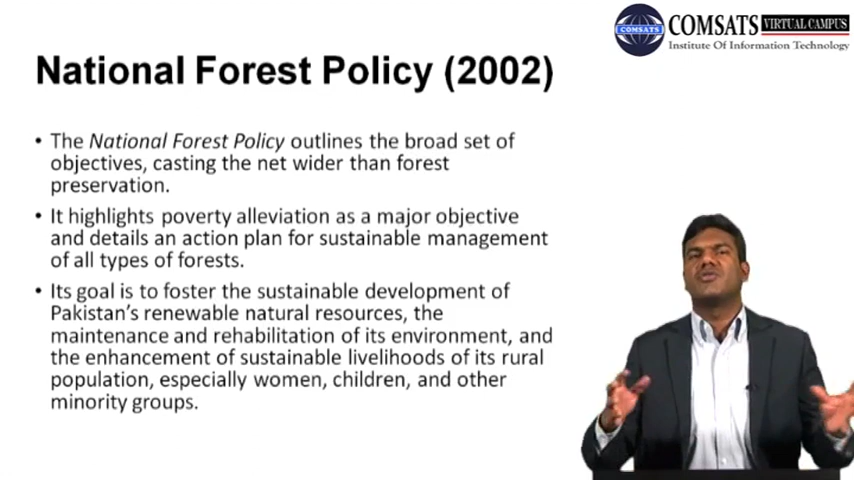 COMSATS
COMSATS VIRTUAL CAMPUS
Institute Of Information Technology
National Forest Policy (2002)
• The National Forest Policy outlines the broad set of
objectives, casting the net wider than forest
preservation.
• It highlights poverty alleviation as a major objective
and details an action plan for sustainable management
of all types of forests.
• Its goal is to foster the sustainable development of
Pakistan's renewable natural resources, the
maintenance and rehabilitation of its environment, and
the enhancement of sustainable livelihoods of its rural
population, especially women, children, and other
minority groups.